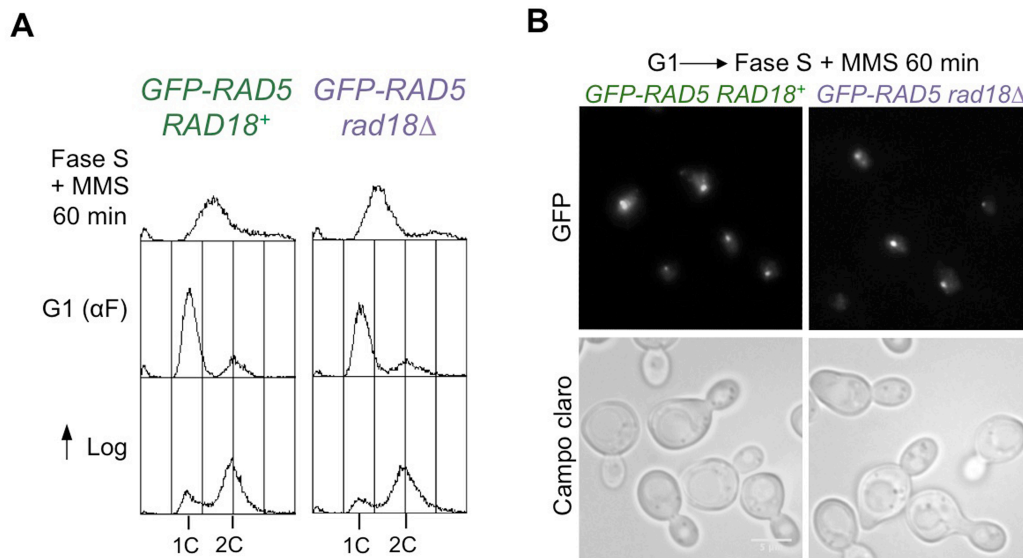 A
GFP-RAD5
RAD18⁺
GFP-RAD5
rad18Δ
Fase S
+ MMS
60 min
G1 (αF)
↑ Log
1C 2C 1C 2C
B
G1→ Fase S + MMS 60 min
GFP-RAD5 RAD18⁺ GFP-RAD5 rad18Δ
GFP
Campo claro